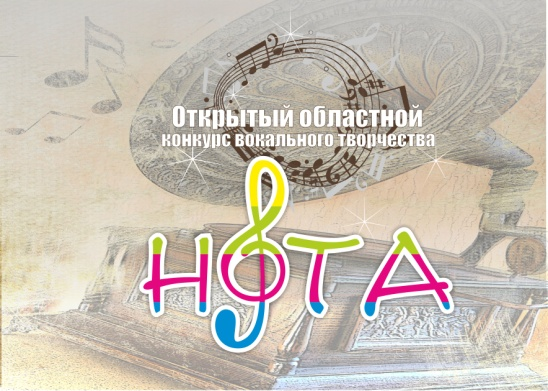 Открытый областной
конкурс вокального творчества
НОТА